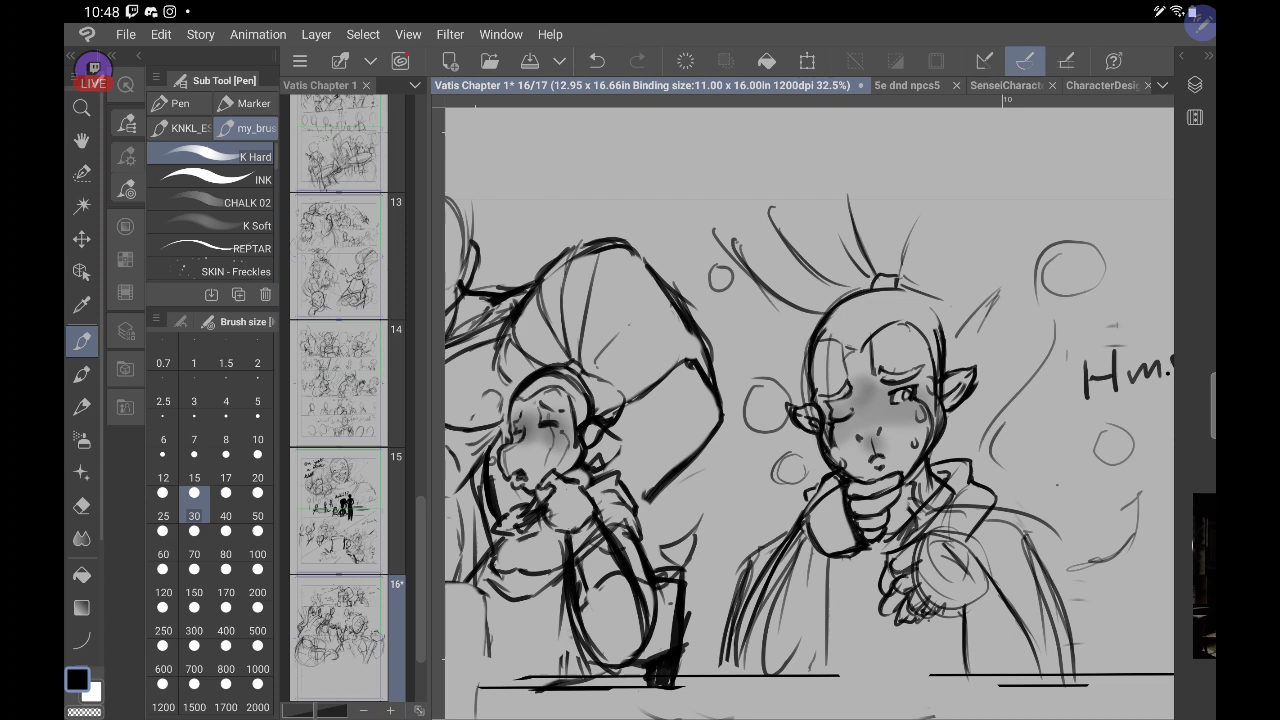 10:48
File Edit Story Animation Layer Select View Filter Window Help
LIVE
Sub Tool [Pen]
Pen Marker
KNKL_ES my_brus
K Hard
INK
CHALK 02
K Soft
REPTAR
SKIN - Freckles
Brush size [
0.7 1 1.5 2
2.5 3 4 5
6 7 8 10
12 15 17 20
25 30 40 50
60 70 80 100
120 150 170 200
250 300 400 500
600 700 800 1000
1200 1500 1700 2000
Vatis Chapter 1
13
14
15
16*
Vatis Chapter 1* 16/17 (12.95 x 16.66in Binding size:11.00 x 16.00in 1200dpi 32.5%)
5e dnd npcs5
SenselCharact
CharacterDesig
10
Hm.